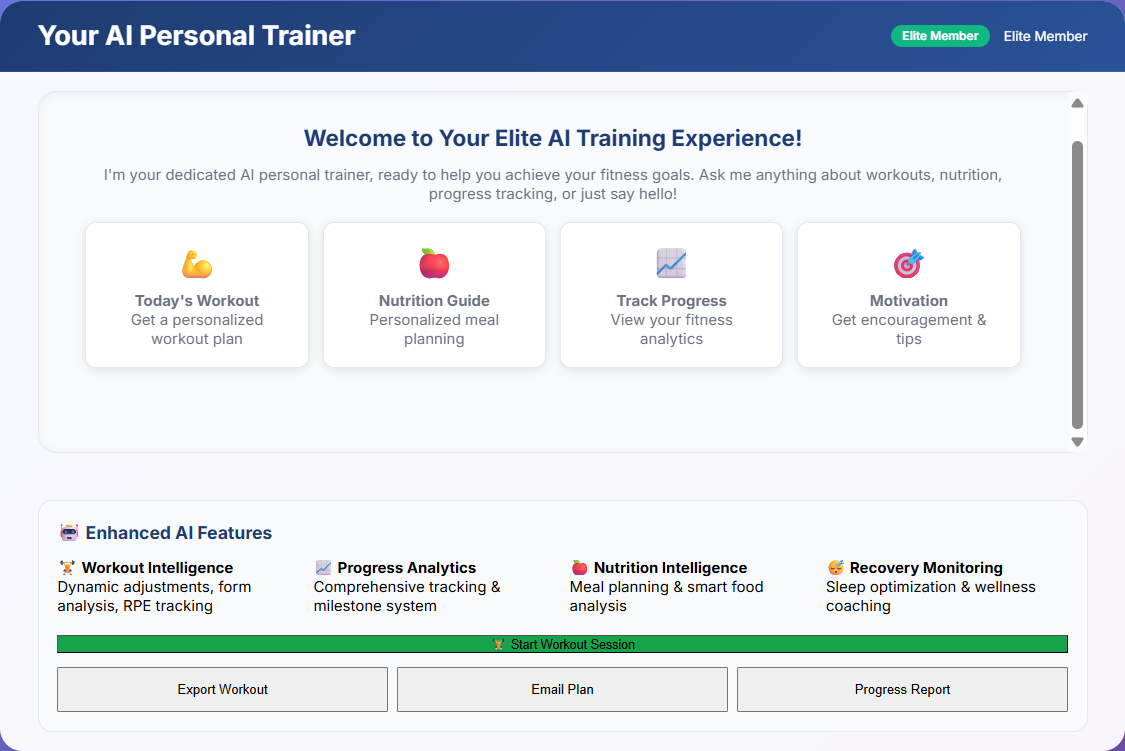 Your AI Personal Trainer
Elite Member
Elite Member
Welcome to Your Elite AI Training Experience!
I'm your dedicated AI personal trainer, ready to help you achieve your fitness goals. Ask me anything about workouts, nutrition,
progress tracking, or just say hello!
Today's Workout
Get a personalized
workout plan
Nutrition Guide
Personalized meal
planning
Track Progress
View your fitness
analytics
Motivation
Get encouragement &
tips
Enhanced AI Features
Workout Intelligence
Dynamic adjustments, form
analysis, RPE tracking
Progress Analytics
Comprehensive tracking &
milestone system
Nutrition Intelligence
Meal planning & smart food
analysis
Recovery Monitoring
Sleep optimization & wellness
coaching
Start Workout Session
Export Workout
Email Plan
Progress Report